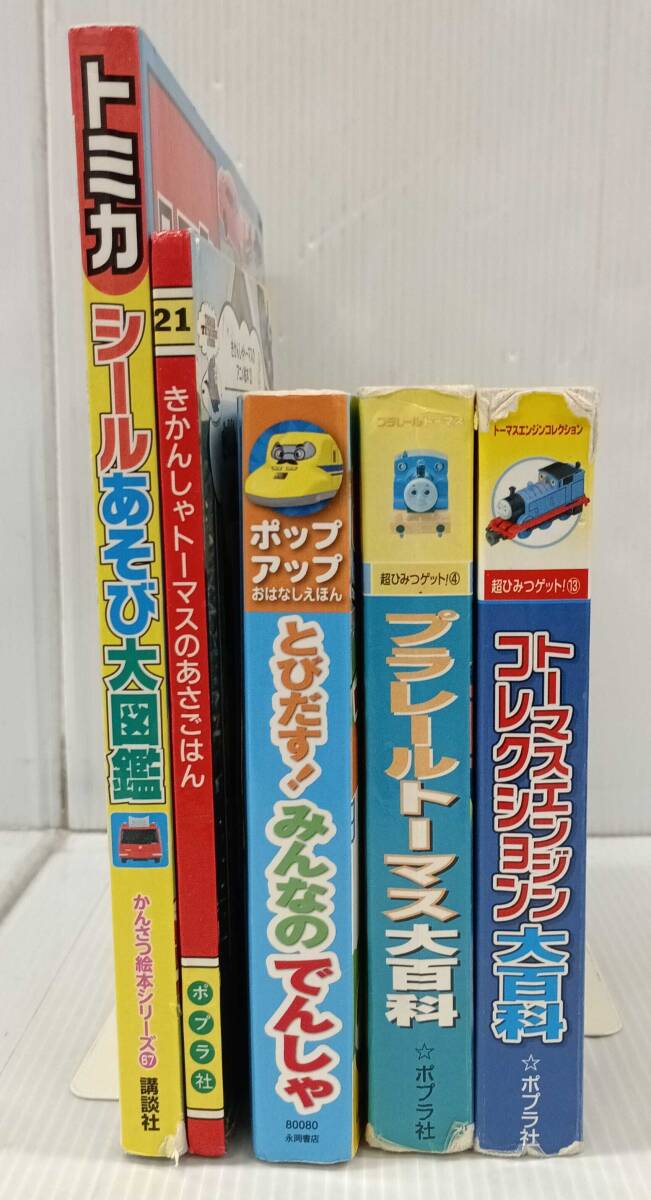 トミカ
シールあそび大図鑑
かんさつ絵本シリーズ67
講談社
21
きかんしゃトーマスのあさごはん
ポプラ社
ポップ
アップ
おはなしえほん
とびだす!みんなのでんしゃ
80080
永岡書店
プラレールトーマス
超ひみつゲット!④
プラレールトーマス大百科
☆ポプラ社
トーマスエンジンコレクション
超ひみつゲット!⑬
トーマスエンジン
コレクション大百科
☆ポプラ社